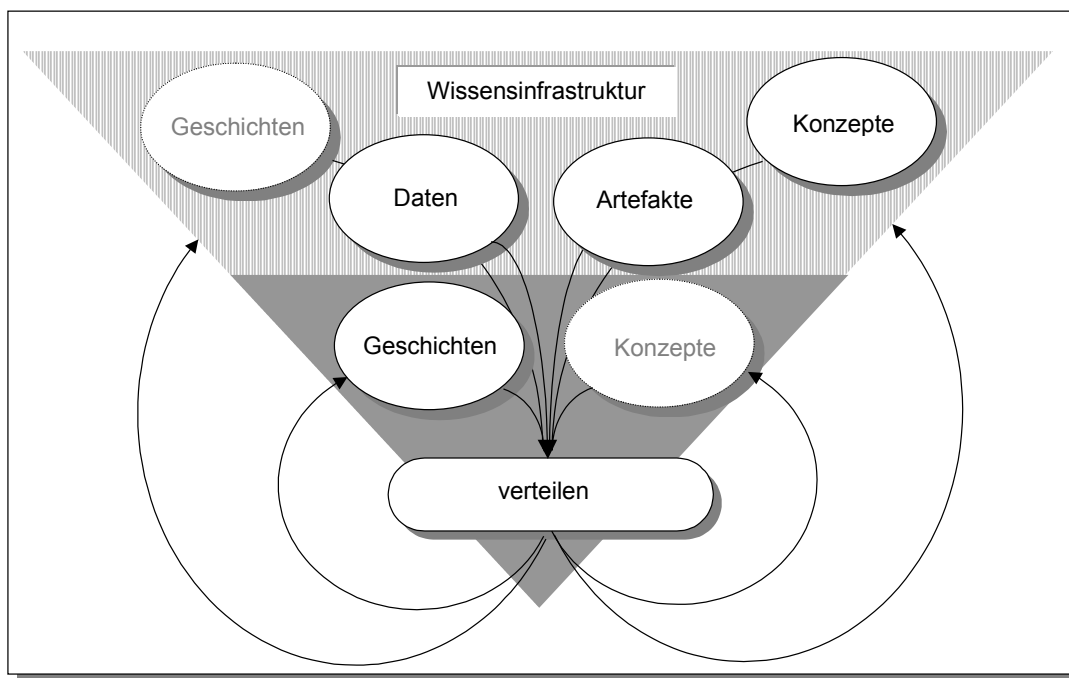 Wissensinfrastruktur
Geschichten
Konzepte
Daten
Artefakte
Geschichten
Konzepte
verteilen